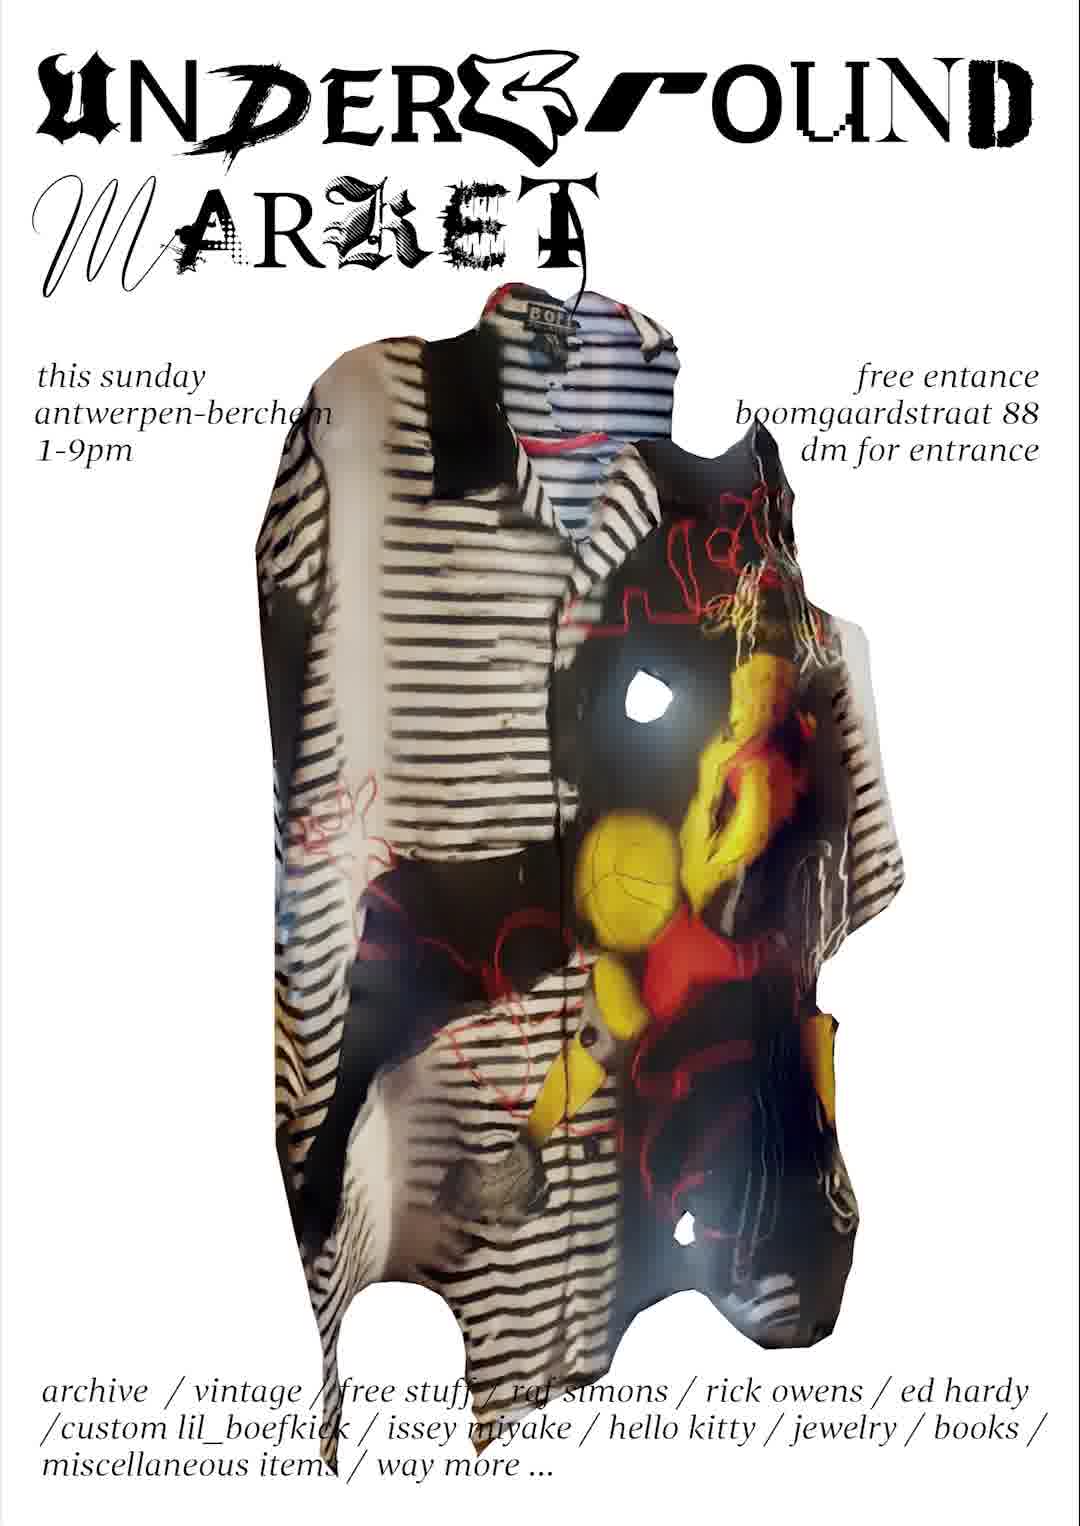 UNDERGrOUND
MARKET
this sunday
antwerpen-berchem
1-9pm
free entance
boomgaardstraat 88
dm for entrance
archive / vintage / free stuff / raf simons / rick owens / ed hardy
/custom lil_boefkick / issey miyake / hello kitty / jewelry / books /
miscellaneous items / way more ...